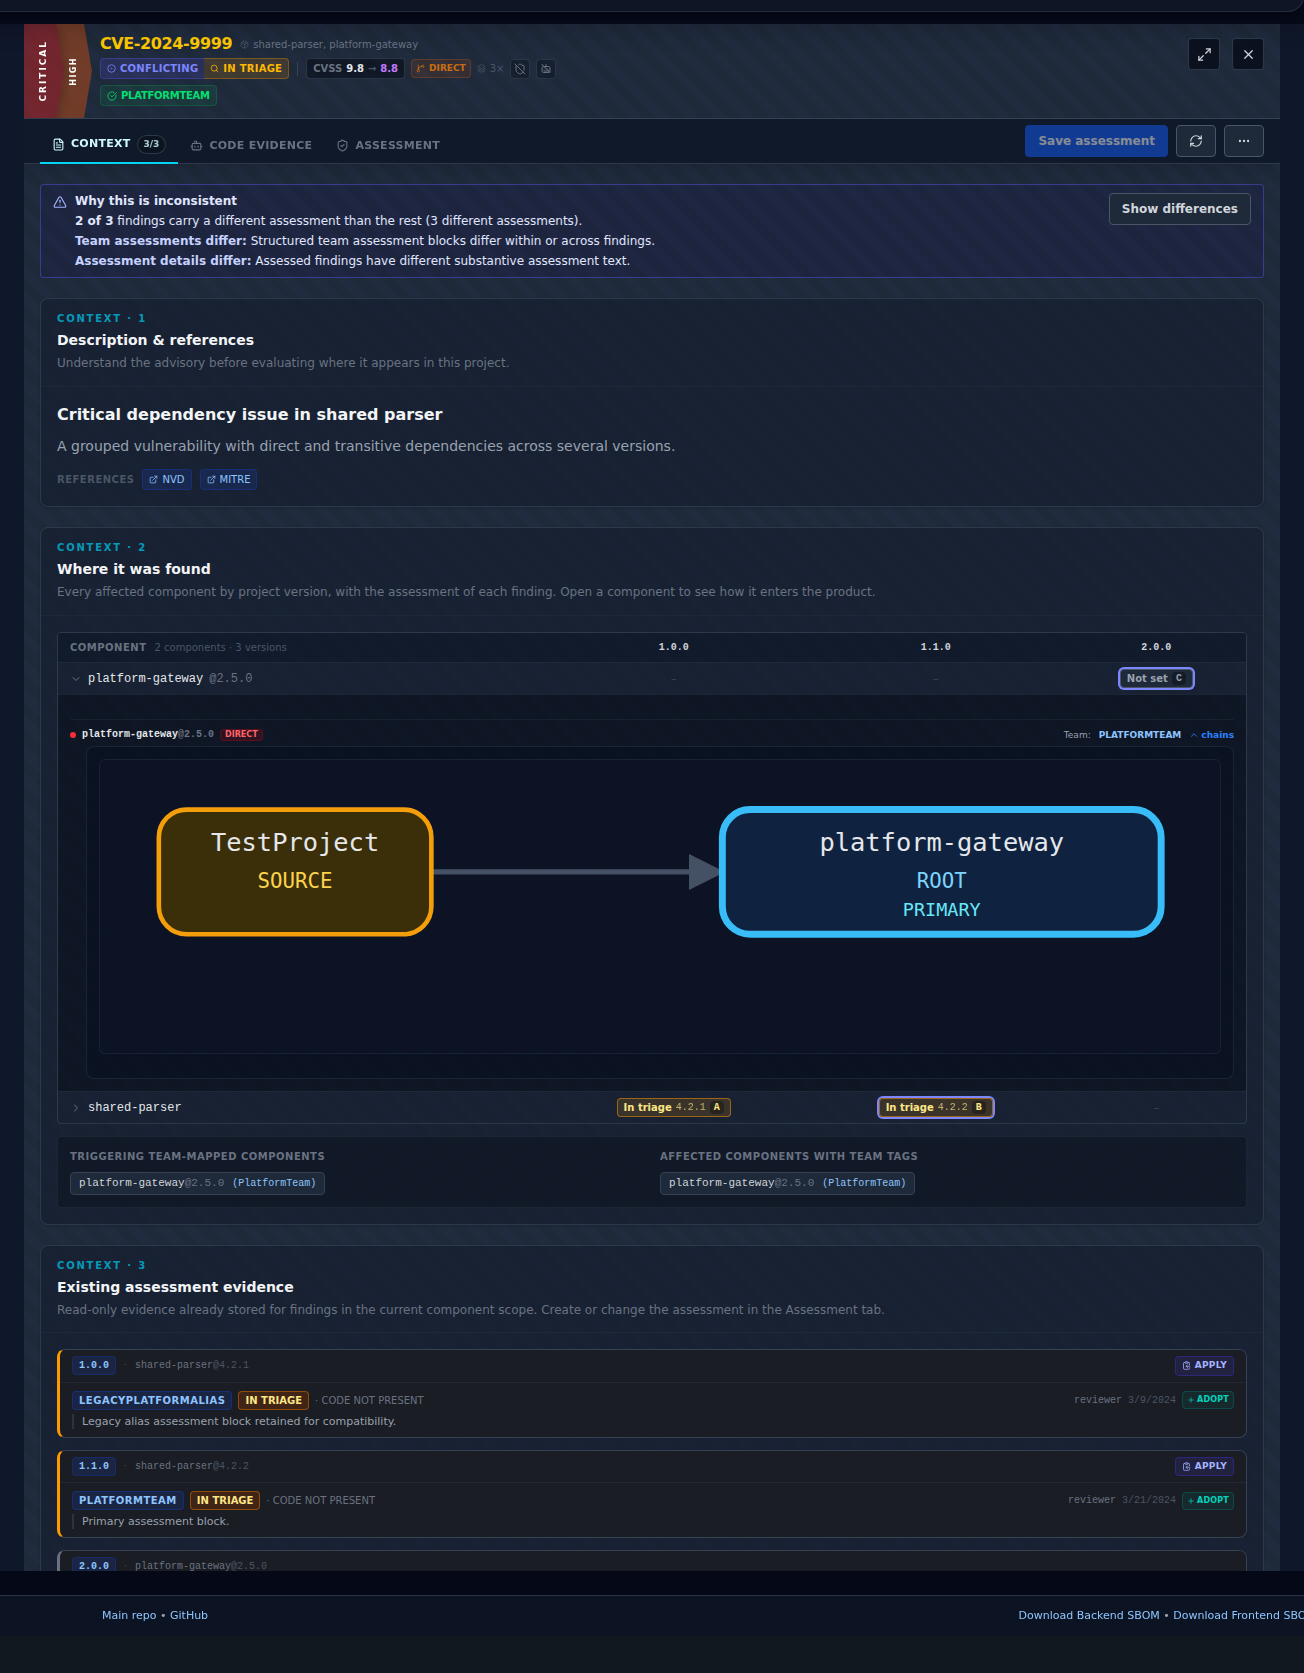 CRITICAL
HIGH
CVE-2024-9999 shared-parser, platform-gateway
CONFLICTING IN TRIAGE CVSS 9.8 → 8.8 DIRECT 3×
PLATFORMTEAM
CONTEXT 3/3 CODE EVIDENCE ASSESSMENT Save assessment ...
Why this is inconsistent
2 of 3 findings carry a different assessment than the rest (3 different assessments).
Show differences
Team assessments differ: Structured team assessment blocks differ within or across findings.
Assessment details differ: Assessed findings have different substantive assessment text.
CONTEXT · 1
Description & references
Understand the advisory before evaluating where it appears in this project.
Critical dependency issue in shared parser
A grouped vulnerability with direct and transitive dependencies across several versions.
REFERENCES NVD MITRE
CONTEXT · 2
Where it was found
Every affected component by project version, with the assessment of each finding. Open a component to see how it enters the product.
COMPONENT 2 components · 3 versions 1.0.0 1.1.0 2.0.0
platform-gateway @2.5.0 – – Not set C
platform-gateway@2.5.0 DIRECT Team: PLATFORMTEAM chains
TestProject
SOURCE
platform-gateway
ROOT
PRIMARY
shared-parser In triage 4.2.1 A In triage 4.2.2 B –
TRIGGERING TEAM-MAPPED COMPONENTS
platform-gateway@2.5.0 (PlatformTeam)
AFFECTED COMPONENTS WITH TEAM TAGS
platform-gateway@2.5.0 (PlatformTeam)
CONTEXT · 3
Existing assessment evidence
Read-only evidence already stored for findings in the current component scope. Create or change the assessment in the Assessment tab.
1.0.0 · shared-parser@4.2.1 APPLY
LEGACYPLATFORMALIAS IN TRIAGE · CODE NOT PRESENT reviewer 3/9/2024 + ADOPT
Legacy alias assessment block retained for compatibility.
1.1.0 · shared-parser@4.2.2 APPLY
PLATFORMTEAM IN TRIAGE · CODE NOT PRESENT reviewer 3/21/2024 + ADOPT
Primary assessment block.
2.0.0 · platform-gateway@2.5.0
Main repo • GitHub
Download Backend SBOM • Download Frontend SBO